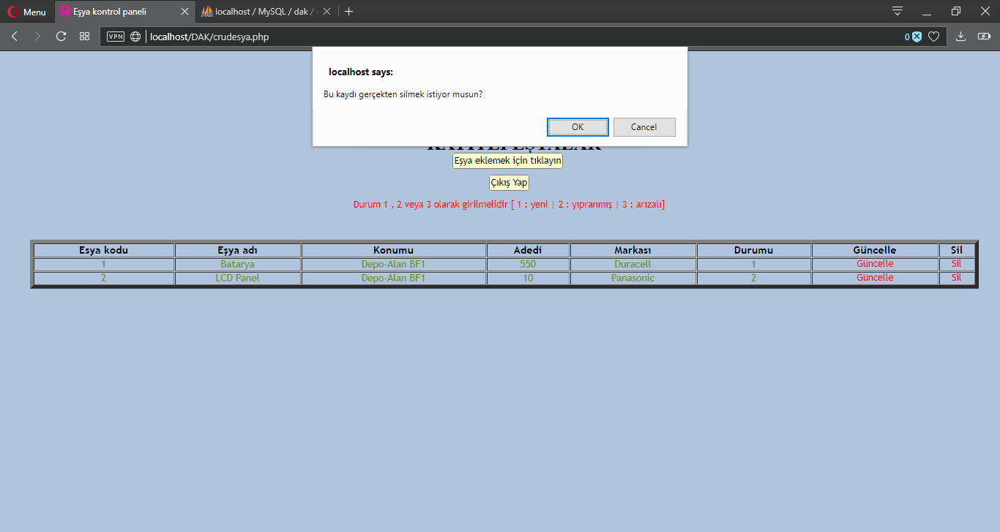 Menu
Eşya kontrol paneli
localhost / MySQL / dak /
VPN
localhost/DAK/crudesya.php
0
localhost says:
Bu kaydı gerçekten silmek istiyor musun?
OK Cancel
Eşya eklemek için tıklayın
Çıkış Yap
Durum 1 , 2 veya 3 olarak girilmelidir [ 1 : yeni | 2 : yıpranmış | 3 : arızalı]
Esya kodu Eşya adı Konumu Adedi Markası Durumu Güncelle Sil
1 Batarya Depo-Alan BF1 550 Duracell 1 Güncelle Sil
2 LCD Panel Depo-Alan BF1 10 Panasonic 2 Güncelle Sil